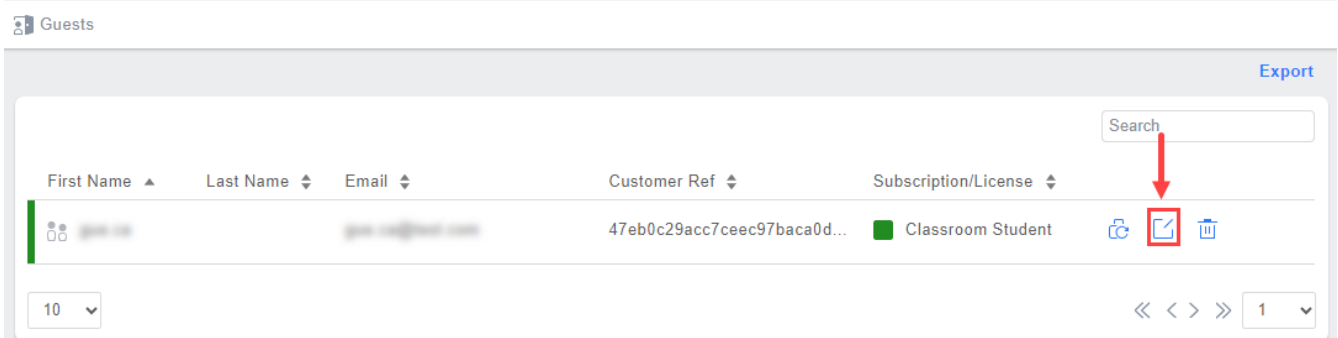 Guests
Export
Search
First Name Last Name Email Customer Ref Subscription/License
47eb0c29acc7ceec97baca0d... Classroom Student
10 1